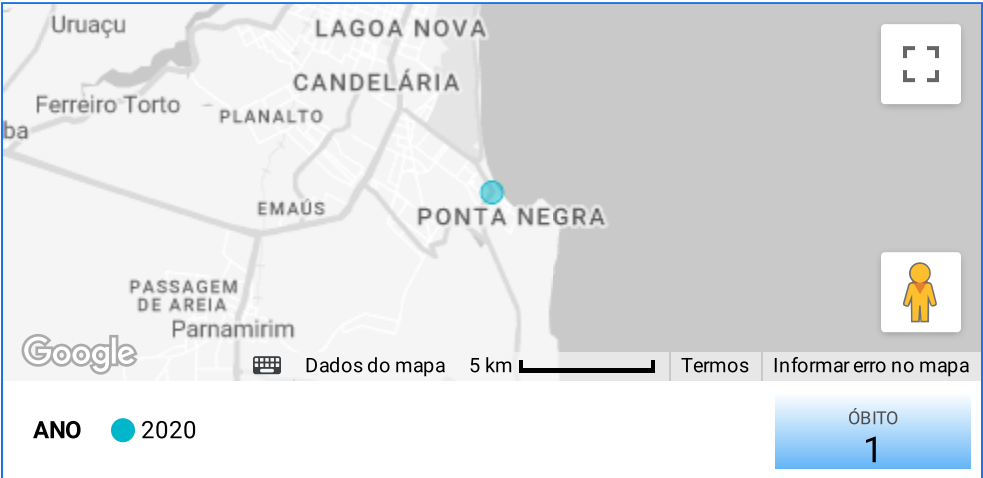 Uruaçu
LAGOA NOVA
CANDELÁRIA
Ferreiro Torto
PLANALTO
ba
EMAÚS
PONTA NEGRA
PASSAGEM
DE AREIA
Parnamirim
Google
Dados do mapa 5 km Termos Informar erro no mapa
ANO 2020
ÓBITO
1